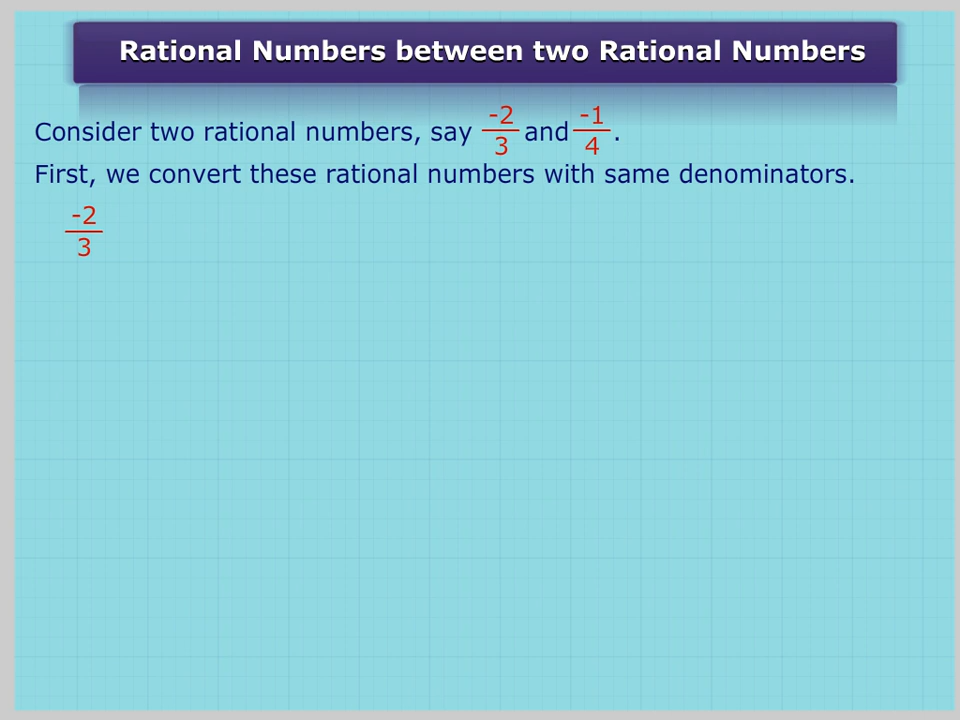 Rational Numbers between two Rational Numbers
Consider two rational numbers, say -2/3 and -1/4.
First, we convert these rational numbers with same denominators.
-2/3